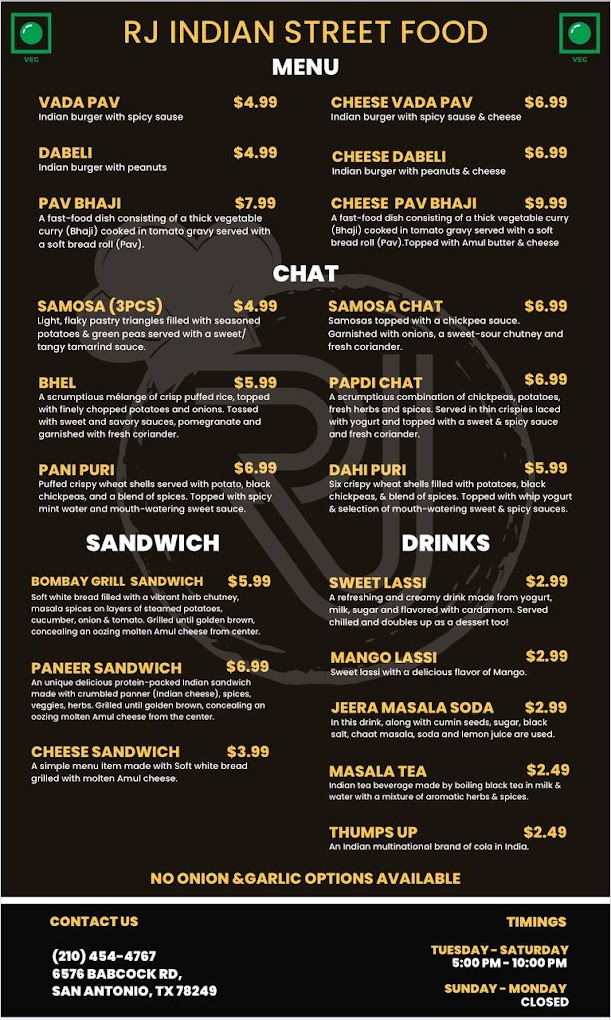 RJ INDIAN STREET FOOD
VEG
VEG
MENU
VADA PAV $4.99
Indian burger with spicy sause
CHEESE VADA PAV $6.99
Indian burger with spicy sause & cheese
DABELI $4.99
Indian burger with peanuts
CHEESE DABELI $6.99
Indian burger with peanuts & cheese
PAV BHAJI $7.99
A fast-food dish consisting of a thick vegetable
curry (Bhaji) cooked in tomato gravy served with
a soft bread roll (Pav).
CHEESE PAV BHAJI $9.99
A fast-food dish consisting of a thick vegetable curry
(Bhaji) cooked in tomato gravy served with a soft
bread roll (Pav).Topped with Amul butter & cheese
CHAT
SAMOSA (3PCS) $4.99
Light, flaky pastry triangles filled with seasoned
potatoes & green peas served with a sweet/
tangy tamarind sauce.
SAMOSA CHAT $6.99
Samosas topped with a chickpea sauce.
Garnished with onions, a sweet-sour chutney and
fresh coriander.
BHEL $5.99
A scrumptious mélange of crisp puffed rice, topped
with finely chopped potatoes and onions. Tossed
with sweet and savory sauces, pomegranate and
garnished with fresh coriander.
PAPDI CHAT $6.99
A scrumptious combination of chickpeas, potatoes,
fresh herbs and spices. Served in thin crispies laced
with yogurt and topped with a sweet & spicy sauce
and fresh coriander.
PANI PURI $6.99
Puffed crispy wheat shells served with potato, black
chickpeas, and a blend of spices. Topped with spicy
mint water and mouth-watering sweet sauce.
DAHI PURI $5.99
Six crispy wheat shells filled with potatoes, black
chickpeas, & blend of spices. Topped with whip yogurt
& selection of mouth-watering sweet & spicy sauces.
SANDWICH
BOMBAY GRILL SANDWICH $5.99
Soft white bread filled with a vibrant herb chutney,
masala spices on layers of steamed potatoes,
cucumber, onion & tomato. Grilled until golden brown,
concealing an oozing molten Amul cheese from center.
PANEER SANDWICH $6.99
An unique delicious protein-packed Indian sandwich
made with crumbled panner (Indian cheese), spices,
veggies, herbs. Grilled until golden brown, concealing an
oozing molten Amul cheese from the center.
CHEESE SANDWICH $3.99
A simple menu item made with Soft white bread
grilled with molten Amul cheese.
DRINKS
SWEET LASSI $2.99
A refreshing and creamy drink made from yogurt,
milk, sugar and flavored with cardamom. Served
chilled and doubles up as a dessert too!
MANGO LASSI $2.99
Sweet lassi with a delicious flavor of Mango.
JEERA MASALA SODA $2.99
In this drink, along with cumin seeds, sugar, black
salt, chaat masala, soda and lemon juice are used.
MASALA TEA $2.49
Indian tea beverage made by boiling black tea in milk &
water with a mixture of aromatic herbs & spices.
THUMPS UP $2.49
An Indian multinational brand of cola in India.
NO ONION &GARLIC OPTIONS AVAILABLE
CONTACT US
(210) 454-4767
6576 BABCOCK RD,
SAN ANTONIO, TX 78249
TIMINGS
TUESDAY - SATURDAY
5:00 PM - 10:00 PM
SUNDAY - MONDAY
CLOSED